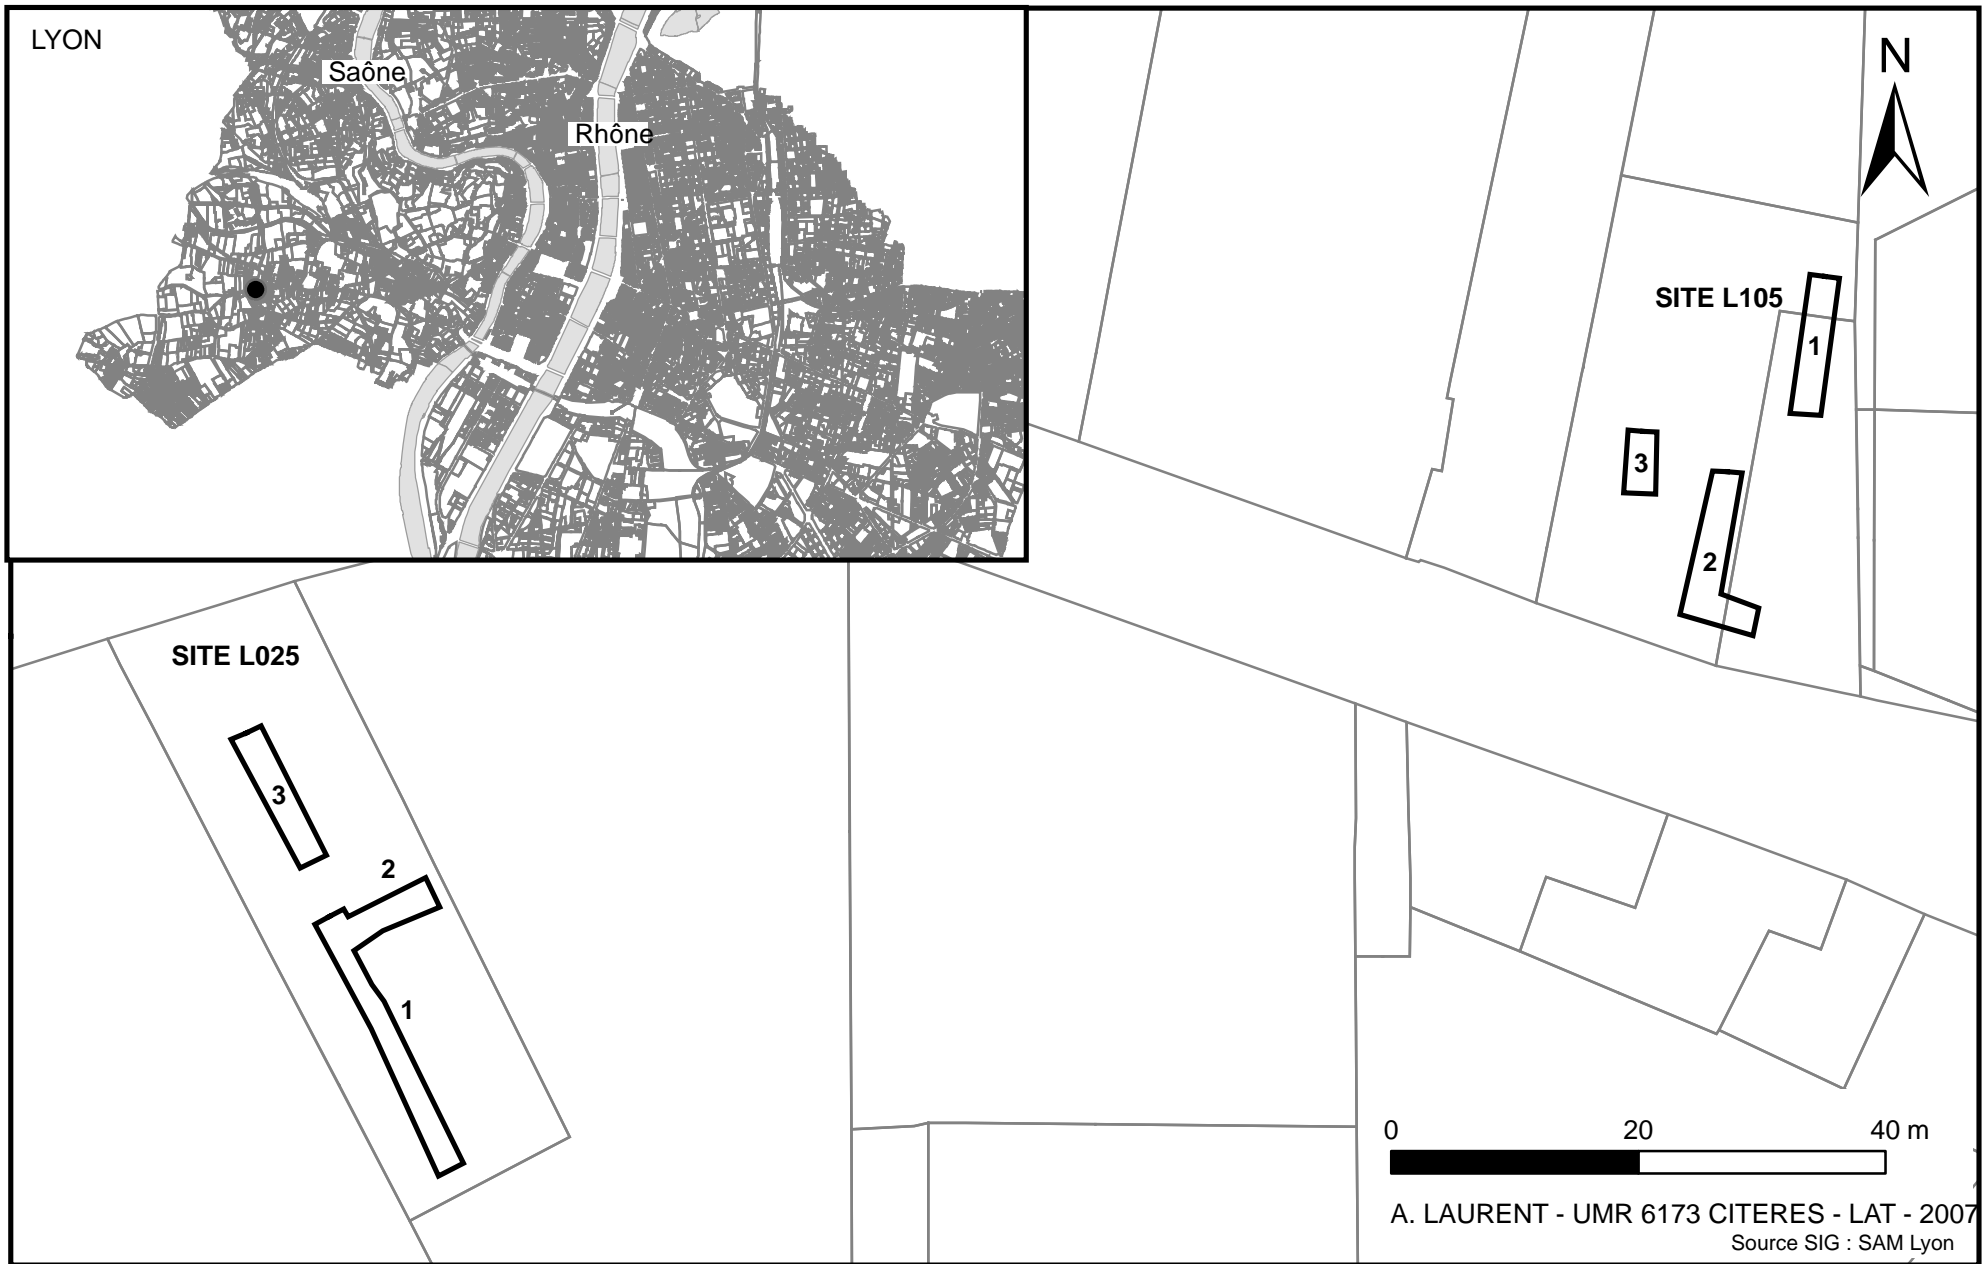 LYON
Saône
Rhône
N
SITE L105
1
3
2
SITE L025
3
2
1
0 20 40 m
A. LAURENT - UMR 6173 CITERES - LAT - 2007
Source SIG : SAM Lyon